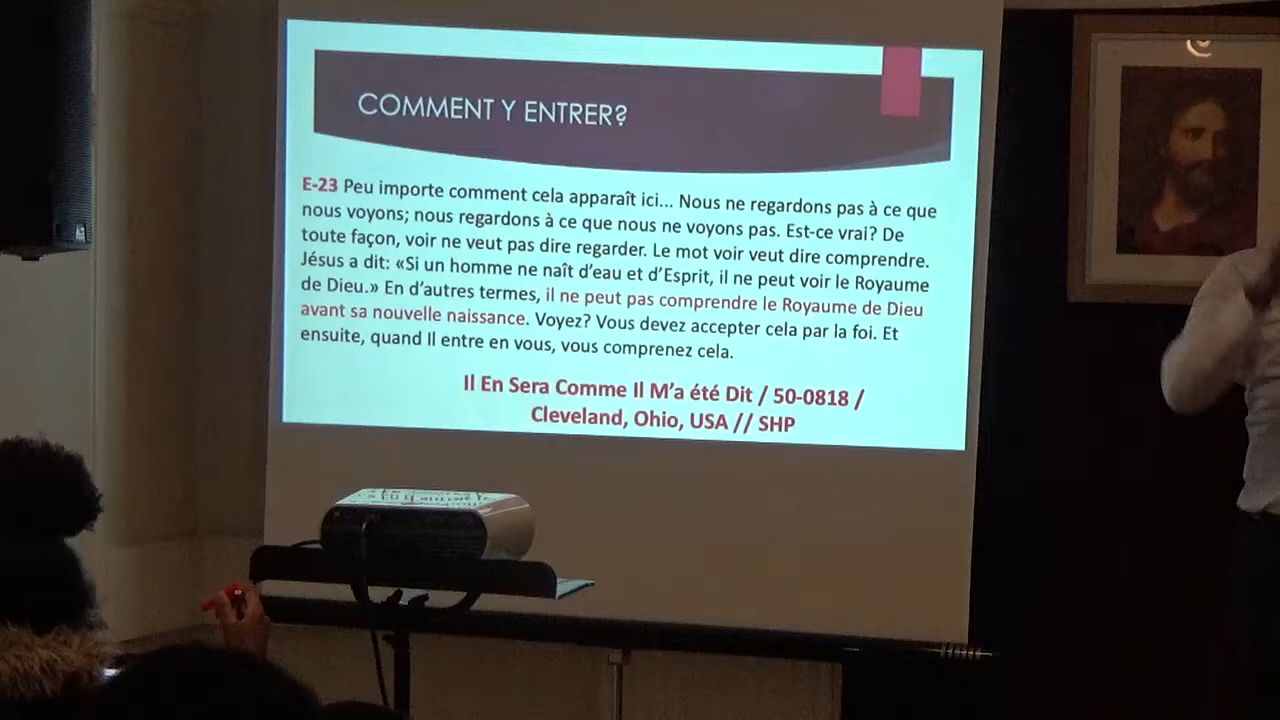 COMMENT Y ENTRER?
E-23 Peu importe comment cela apparaît ici... Nous ne regardons pas à ce que
nous voyons; nous regardons à ce que nous ne voyons pas. Est-ce vrai? De
toute façon, voir ne veut pas dire regarder. Le mot voir veut dire comprendre.
Jésus a dit: «Si un homme ne naît d'eau et d'Esprit, il ne peut voir le Royaume
de Dieu.» En d'autres termes, il ne peut pas comprendre le Royaume de Dieu
avant sa nouvelle naissance. Voyez? Vous devez accepter cela par la foi. Et
ensuite, quand Il entre en vous, vous comprenez cela.
Il En Sera Comme Il M'a été Dit / 50-0818 /
Cleveland, Ohio, USA // SHP